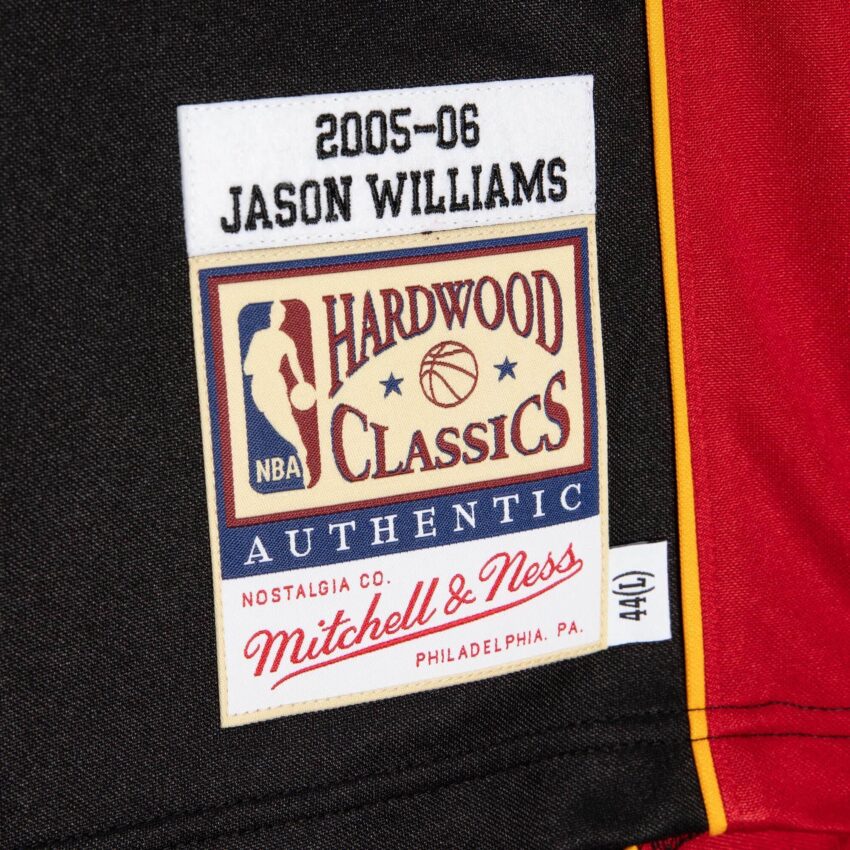 2005-06
JASON WILLIAMS
HARDWOOD
CLASSICS
NBA
AUTHENTIC
NOSTALGIA CO.
Mitchell & Ness
PHILADELPHIA. PA.
44(L)